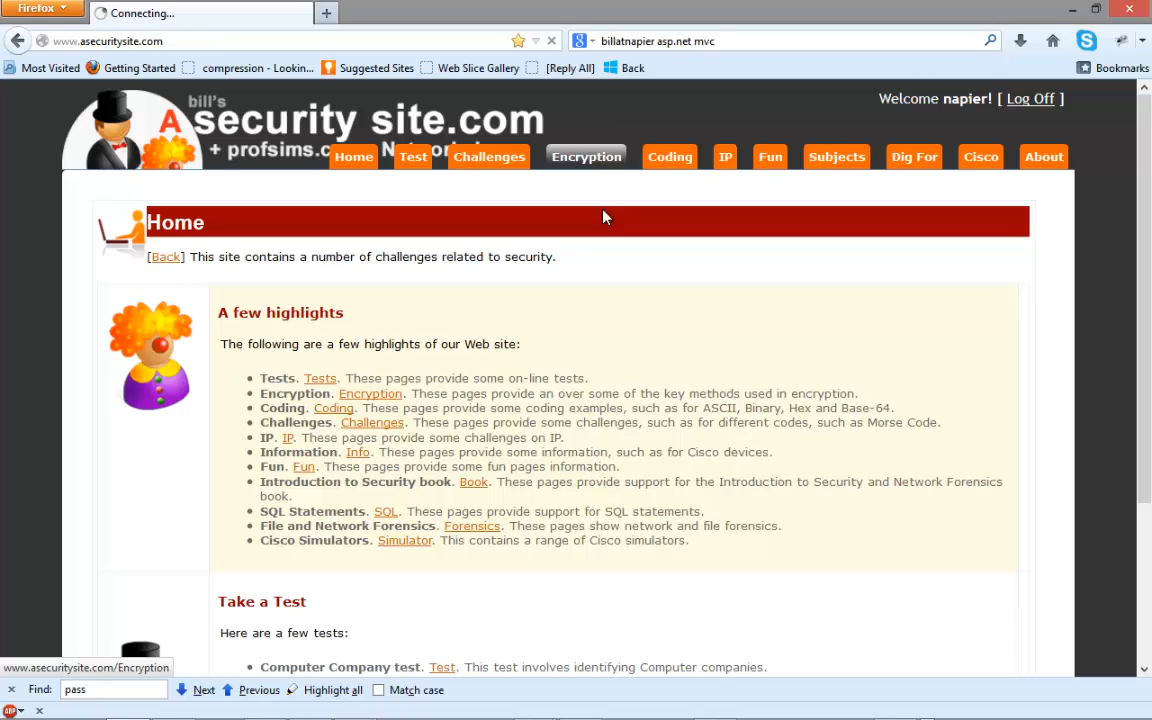 Firefox
Connecting...
www.asecuritysite.com
billatnapier asp.net mvc
Most Visited Getting Started compression - Lookin... Suggested Sites Web Slice Gallery [Reply All] Back Bookmarks
bill's
Asecurity site.com
+ profsims.c
Welcome napier! [ Log Off ]
Home Test Challenges Encryption Coding IP Fun Subjects Dig For Cisco About
Home
[Back] This site contains a number of challenges related to security.
A few highlights
The following are a few highlights of our Web site:
Tests. Tests. These pages provide some on-line tests.
Encryption. Encryption. These pages provide an over some of the key methods used in encryption.
Coding. Coding. These pages provide some coding examples, such as for ASCII, Binary, Hex and Base-64.
Challenges. Challenges. These pages provide some challenges, such as for different codes, such as Morse Code.
IP. IP. These pages provide some challenges on IP.
Information. Info. These pages provide some information, such as for Cisco devices.
Fun. Fun. These pages provide some fun pages information.
Introduction to Security book. Book. These pages provide support for the Introduction to Security and Network Forensics
book.
SQL Statements. SQL. These pages provide support for SQL statements.
File and Network Forensics. Forensics. These pages show network and file forensics.
Cisco Simulators. Simulator. This contains a range of Cisco simulators.
Take a Test
Here are a few tests:
Computer Company test. Test. This test involves identifying Computer companies.
www.asecuritysite.com/Encryption
Find: pass Next Previous Highlight all Match case
ABP